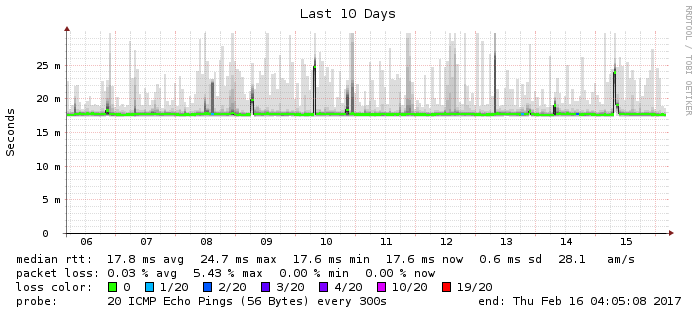 Last 10 Days
RRDTOOL / TOBI OETIKER
Seconds
25 m
20 m
15 m
10 m
5 m
0
06 07 08 09 10 11 12 13 14 15
median rtt: 17.8 ms avg 24.7 ms max 17.6 ms min 17.6 ms now 0.6 ms sd 28.1 am/s
packet loss: 0.03 % avg 5.43 % max 0.00 % min 0.00 % now
loss color: 0 1/20 2/20 3/20 4/20 10/20 19/20
probe: 20 ICMP Echo Pings (56 Bytes) every 300s end: Thu Feb 16 04:05:08 2017